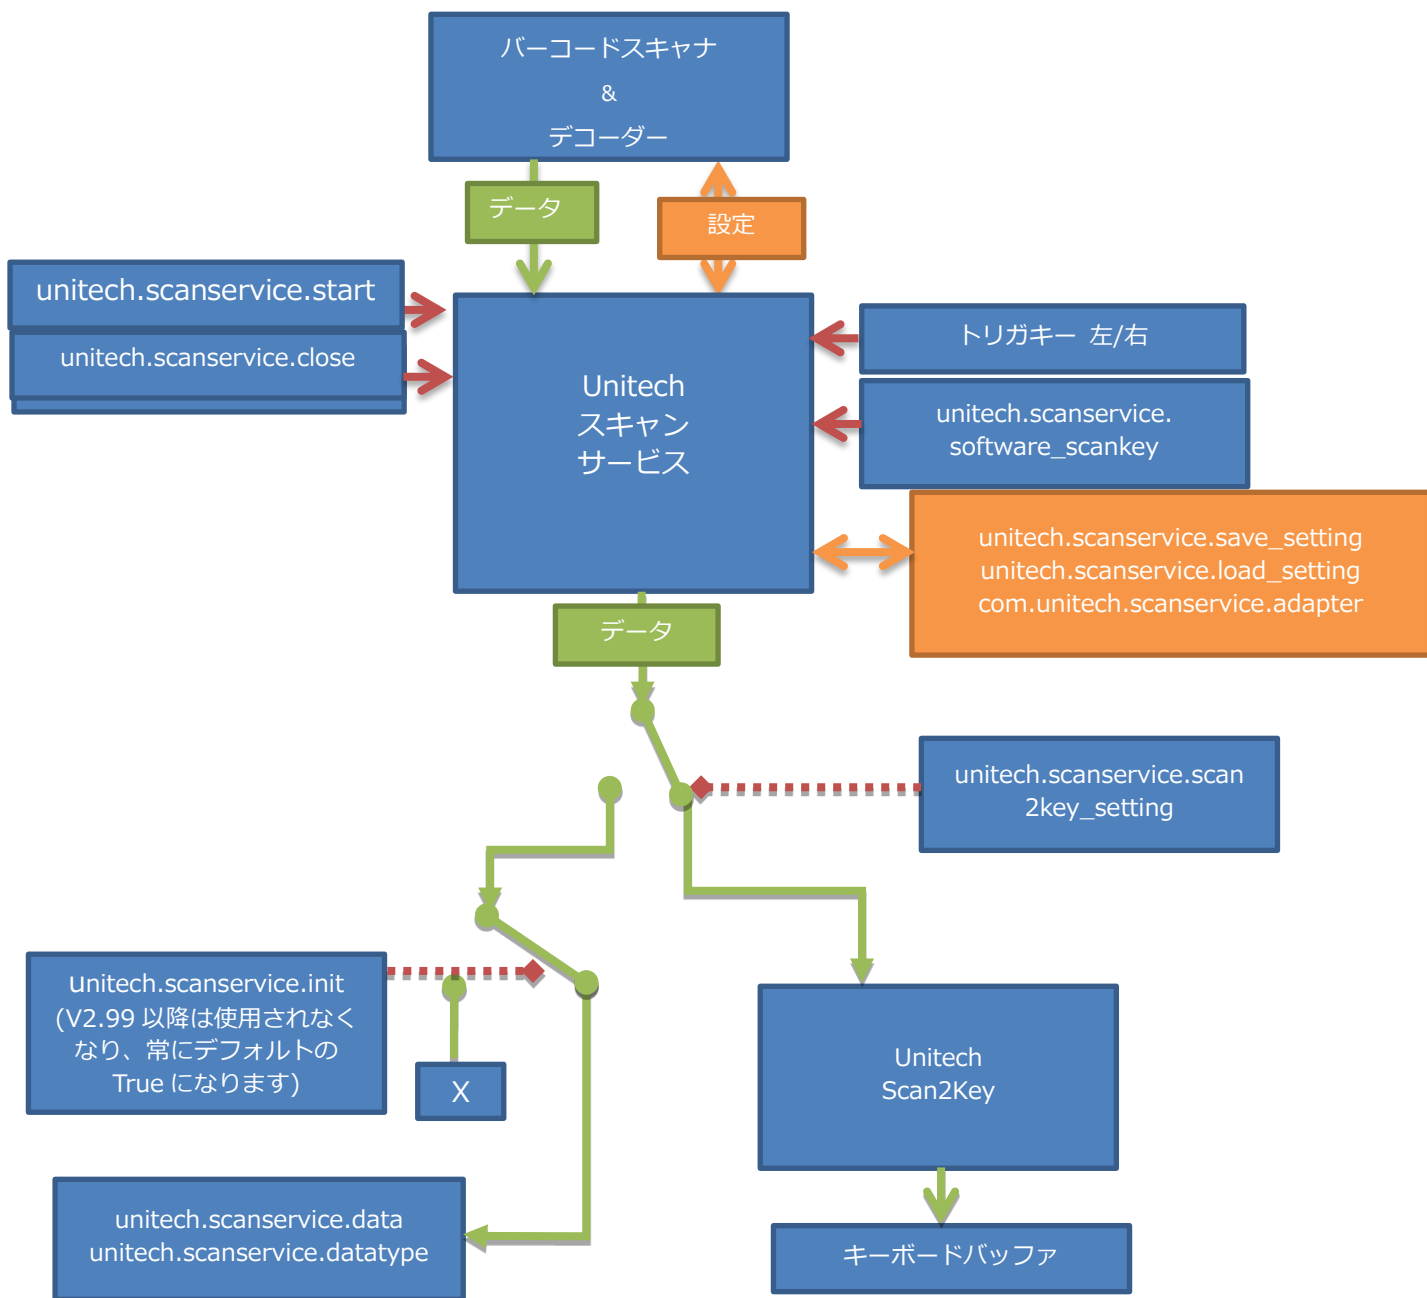 バーコードスキャナ
&
デコーダー
データ
設定
unitech.scanservice.start
unitech.scanservice.close
トリガキー 左/右
Unitech
スキャン
サービス
unitech.scanservice.
software_scankey
unitech.scanservice.save_setting
unitech.scanservice.load_setting
com.unitech.scanservice.adapter
データ
unitech.scanservice.scan
2key_setting
unitech.scanservice.init
(V2.99 以降は使用されなく
なり、常にデフォルトの
True になります)
X
Unitech
Scan2Key
unitech.scanservice.data
unitech.scanservice.datatype
キーボードバッファ